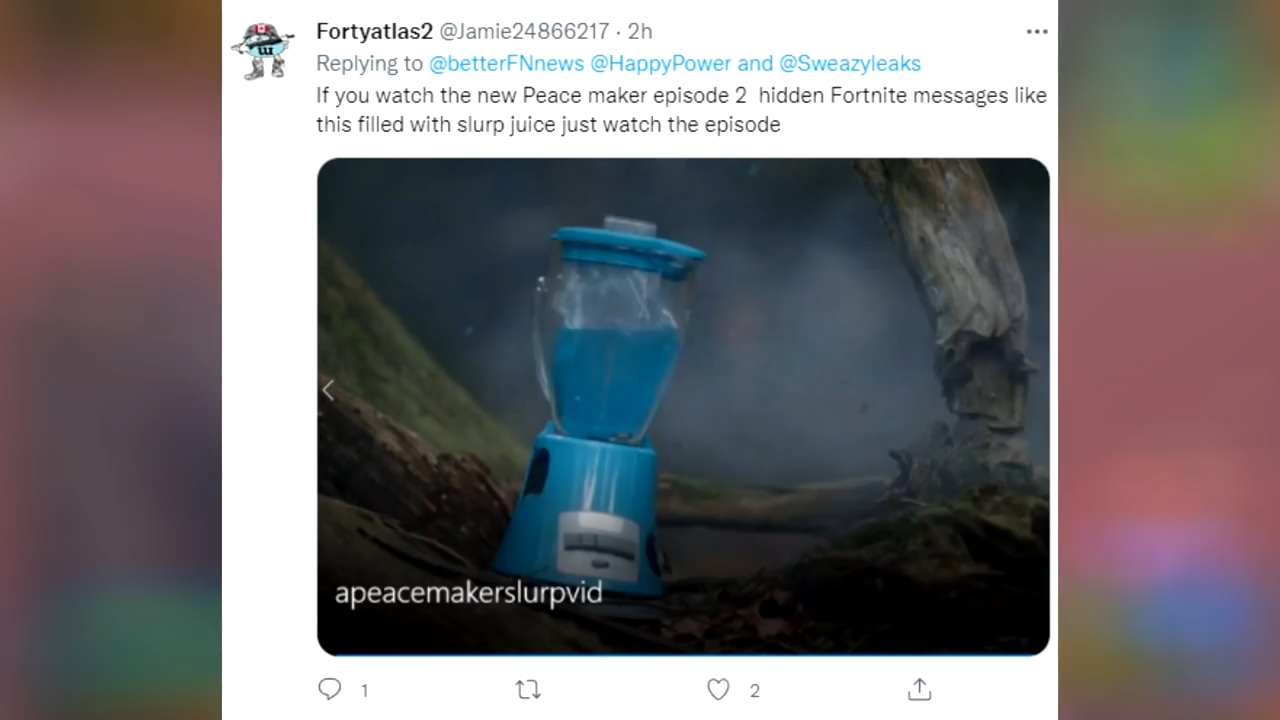 Fortyatlas2 @Jamie24866217 · 2h
Replying to @betterFNnews @HappyPower and @Sweazyleaks
If you watch the new Peace maker episode 2  hidden Fortnite messages like
this filled with slurp juice just watch the episode
apeacemakerslurpvid
1
2